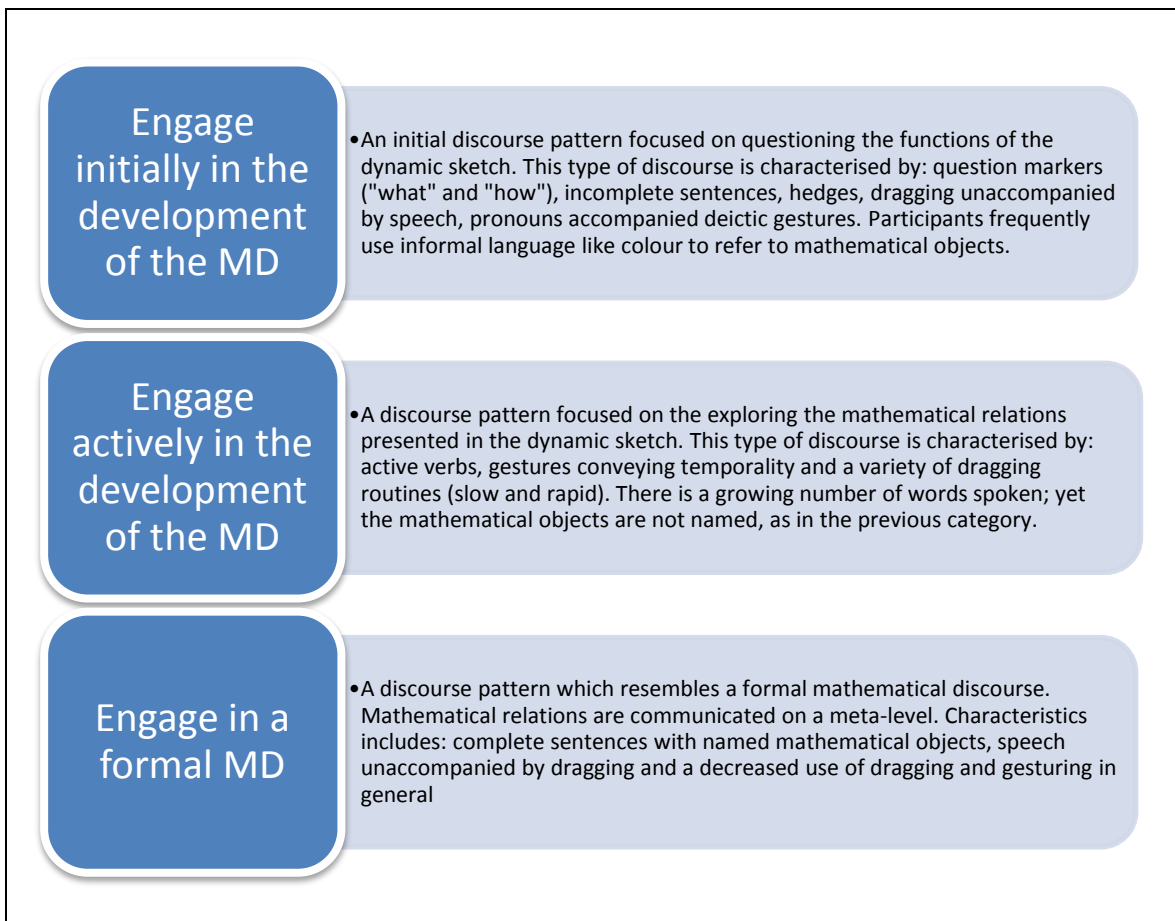 Engage
initially in the
development
of the MD
•An initial discourse pattern focused on questioning the functions of the
dynamic sketch. This type of discourse is characterised by: question markers
("what" and "how"), incomplete sentences, hedges, dragging unaccompanied
by speech, pronouns accompanied deictic gestures. Participants frequently
use informal language like colour to refer to mathematical objects.
Engage
actively in the
development
of the MD
•A discourse pattern focused on the exploring the mathematical relations
presented in the dynamic sketch. This type of discourse is characterised by:
active verbs, gestures conveying temporality and a variety of dragging
routines (slow and rapid). There is a growing number of words spoken; yet
the mathematical objects are not named, as in the previous category.
Engage in a
formal MD
•A discourse pattern which resembles a formal mathematical discourse.
Mathematical relations are communicated on a meta-level. Characteristics
includes: complete sentences with named mathematical objects, speech
unaccompanied by dragging and a decreased use of dragging and gesturing in
general